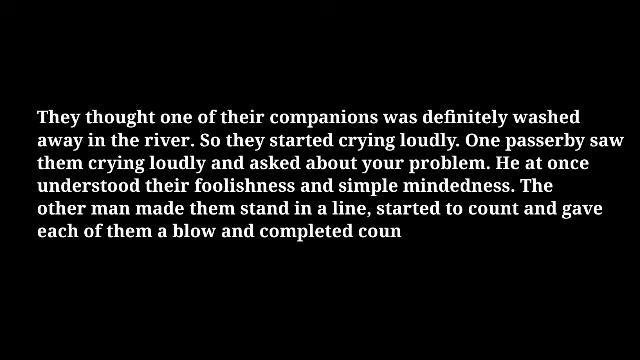 They thought one of their companions was definitely washed
away in the river. So they started crying loudly. One passerby saw
them crying loudly and asked about your problem. He at once
understood their foolishness and simple mindedness. The
other man made them stand in a line, started to count and gave
each of them a blow and completed coun